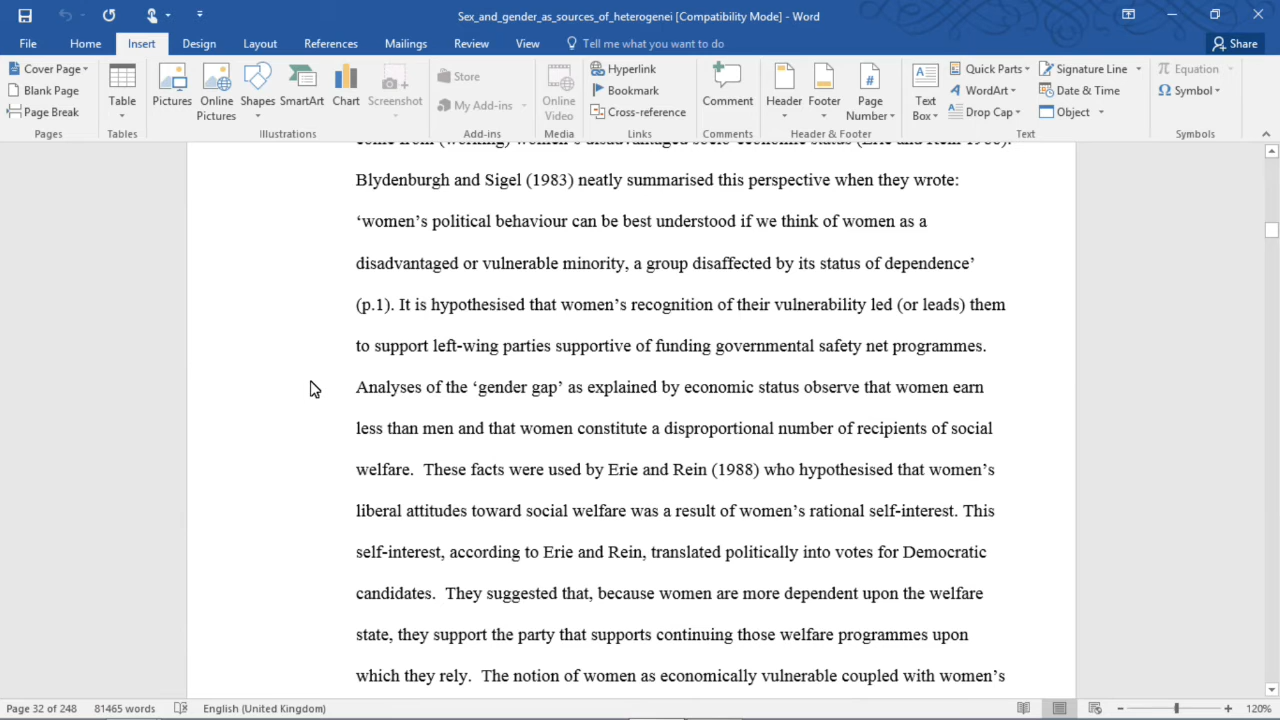 Sex_and_gender_as_sources_of_heterogenei [Compatibility Mode] - Word
File Home Insert Design Layout References Mailings Review View Tell me what you want to do Share
Cover Page
Blank Page
Page Break
Pages
Table
Tables
Pictures
Online Pictures
Shapes
SmartArt
Chart
Screenshot
Illustrations
Store
My Add-ins
Add-ins
Online Video
Media
Hyperlink
Bookmark
Cross-reference
Links
Comment
Comments
Header
Footer
Page Number
Header & Footer
Text Box
Quick Parts
WordArt
Drop Cap
Signature Line
Date & Time
Object
Text
Equation
Symbol
Symbols
come from (working) women's disadvantaged socio-economic status (Erie and Rein 1988).
Blydenburgh and Sigel (1983) neatly summarised this perspective when they wrote:
‘women’s political behaviour can be best understood if we think of women as a
disadvantaged or vulnerable minority, a group disaffected by its status of dependence’
(p.1). It is hypothesised that women’s recognition of their vulnerability led (or leads) them
to support left-wing parties supportive of funding governmental safety net programmes.
Analyses of the ‘gender gap’ as explained by economic status observe that women earn
less than men and that women constitute a disproportional number of recipients of social
welfare.  These facts were used by Erie and Rein (1988) who hypothesised that women’s
liberal attitudes toward social welfare was a result of women’s rational self-interest. This
self-interest, according to Erie and Rein, translated politically into votes for Democratic
candidates.  They suggested that, because women are more dependent upon the welfare
state, they support the party that supports continuing those welfare programmes upon
which they rely.  The notion of women as economically vulnerable coupled with women’s
Page 32 of 248 81465 words English (United Kingdom) 120%